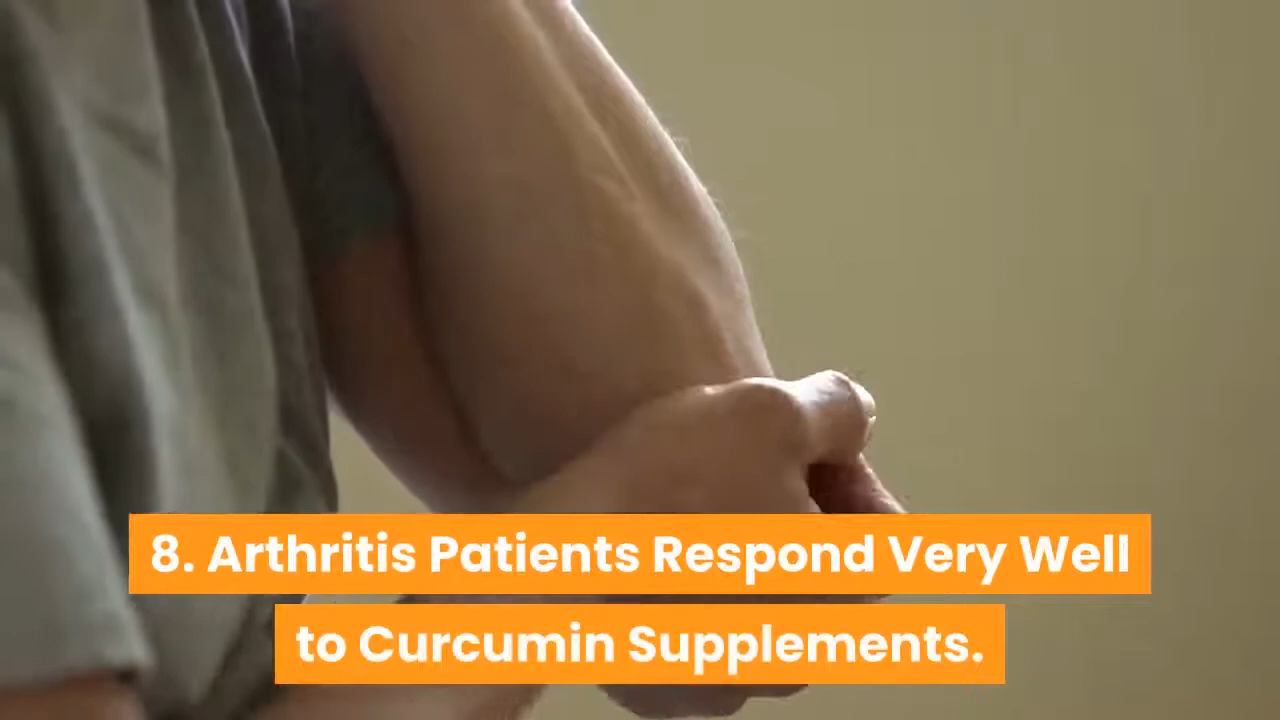 8. Arthritis Patients Respond Very Well
to Curcumin Supplements.